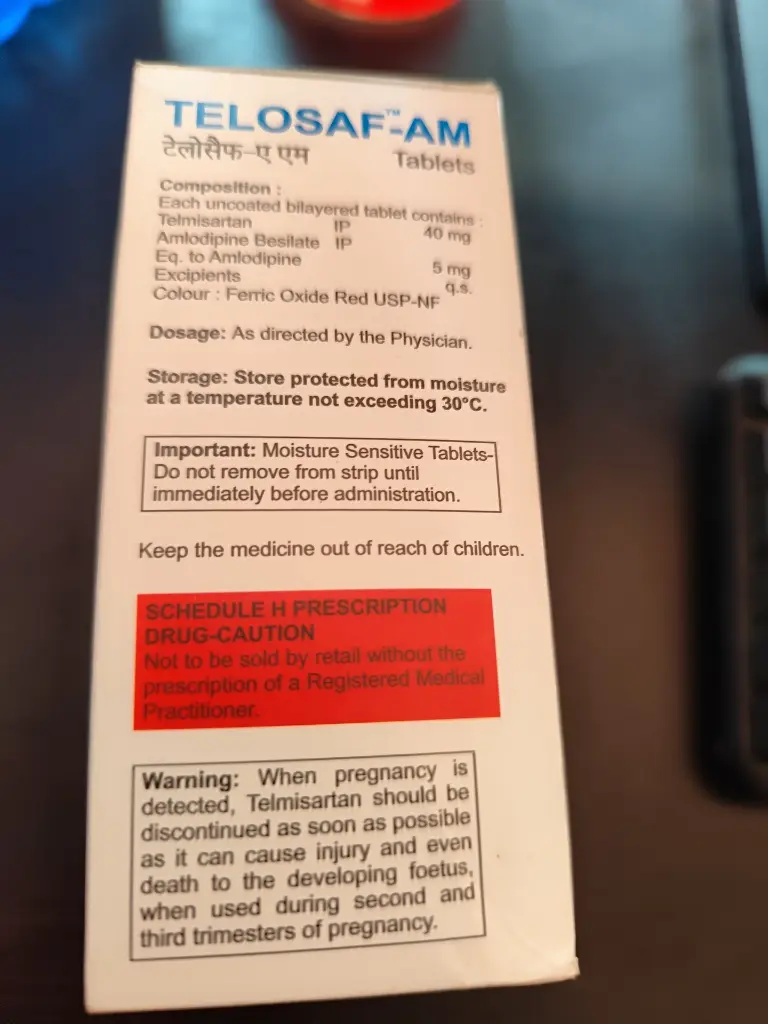 TELOSAF™-AM
टेलोसैफ-ए एम Tablets
Composition :
Each uncoated bilayered tablet contains :
Telmisartan IP 40 mg
Amlodipine Besilate IP
Eq. to Amlodipine 5 mg
Excipients q.s.
Colour : Ferric Oxide Red USP-NF
Dosage: As directed by the Physician.
Storage: Store protected from moisture
at a temperature not exceeding 30°C.
Important: Moisture Sensitive Tablets-
Do not remove from strip until
immediately before administration.
Keep the medicine out of reach of children.
SCHEDULE H PRESCRIPTION
DRUG-CAUTION
Not to be sold by retail without the
prescription of a Registered Medical
Practitioner.
Warning: When pregnancy is
detected, Telmisartan should be
discontinued as soon as possible
as it can cause injury and even
death to the developing foetus,
when used during second and
third trimesters of pregnancy.